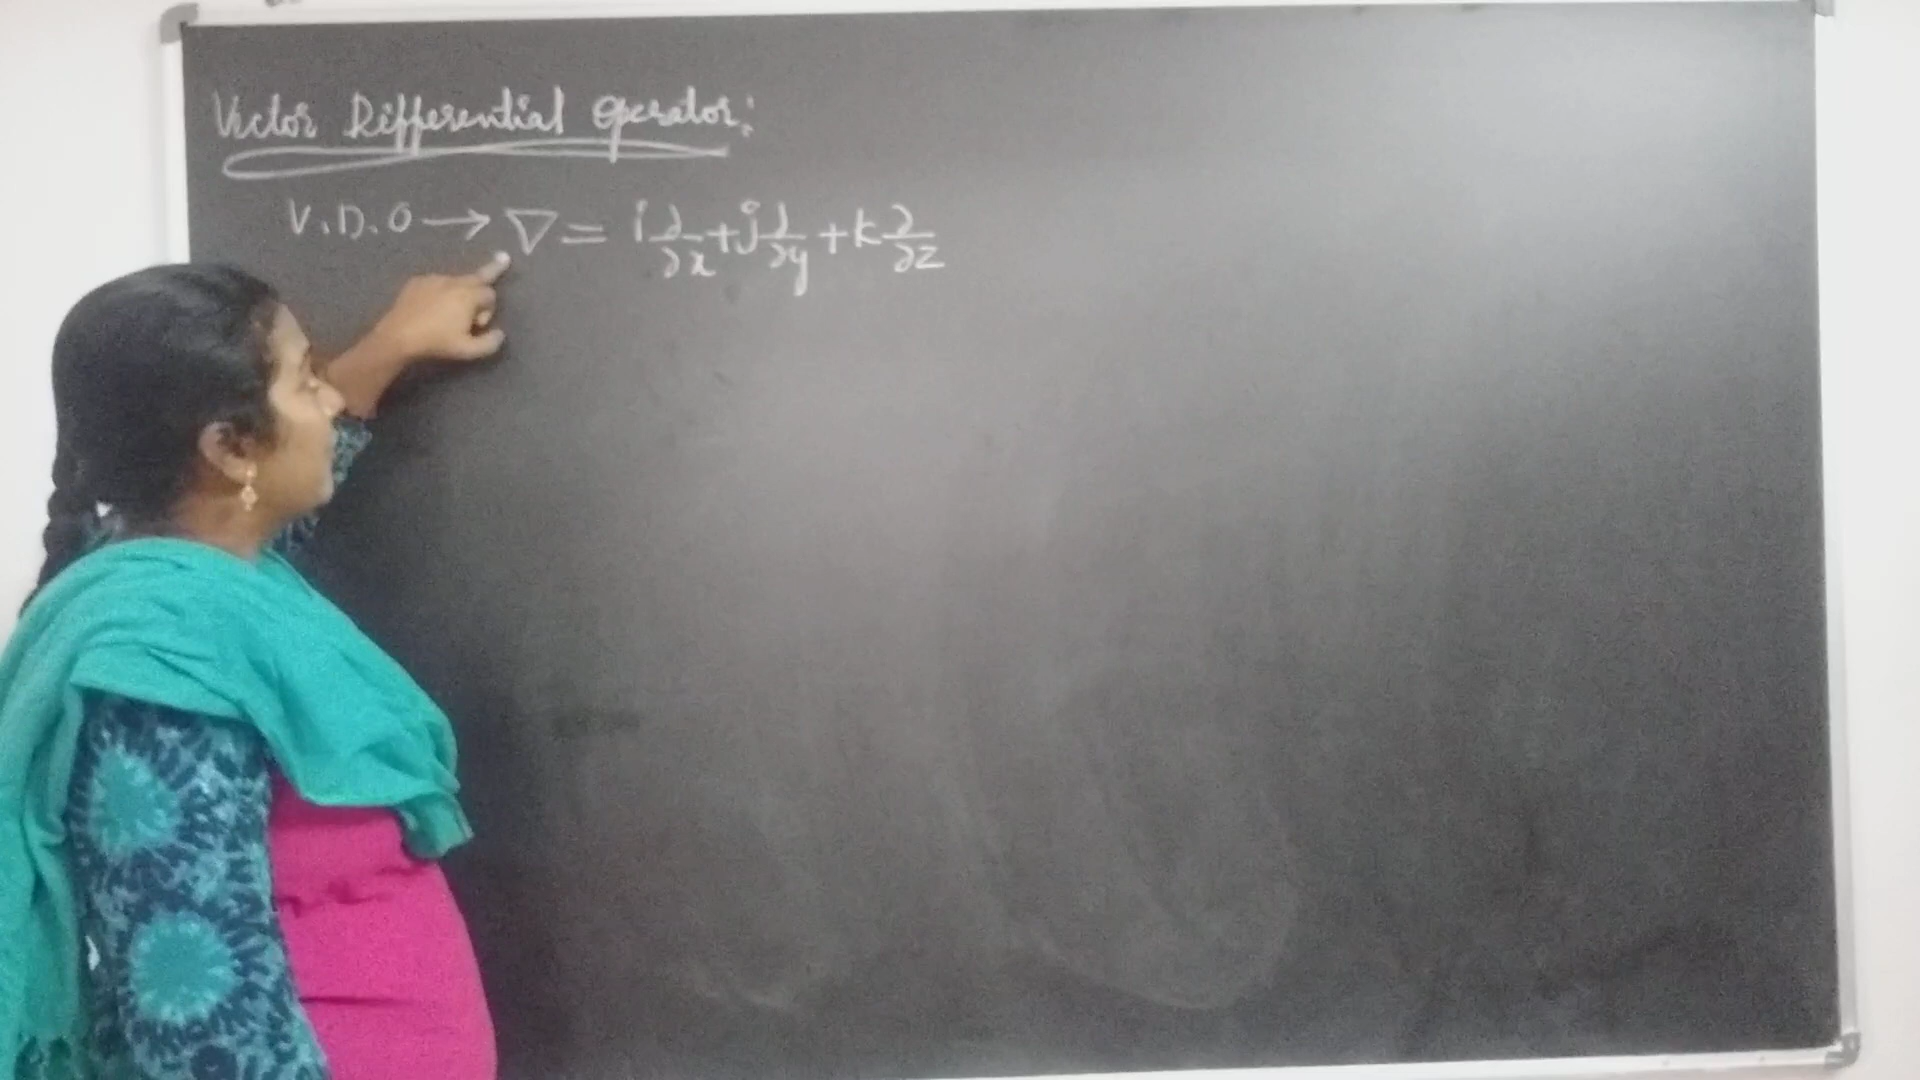 Vector Differential Operator:
V.D.O → ∇ = i ∂/∂x + j ∂/∂y + k ∂/∂z